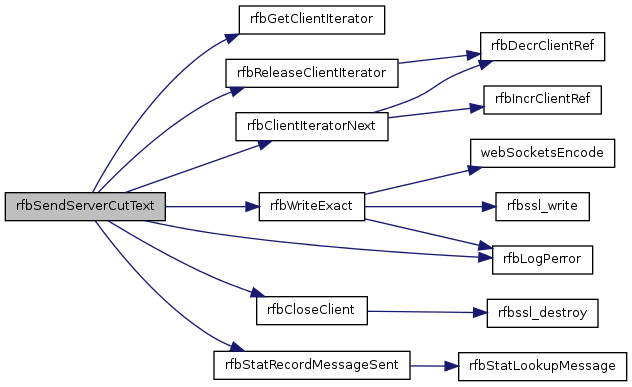 rfbGetClientIterator
rfbDecrClientRef
rfbReleaseClientIterator
rfbIncrClientRef
rfbClientIteratorNext
webSocketsEncode
rfbSendServerCutText
rfbWriteExact
rfbssl_write
rfbLogPerror
rfbCloseClient
rfbssl_destroy
rfbStatRecordMessageSent
rfbStatLookupMessage